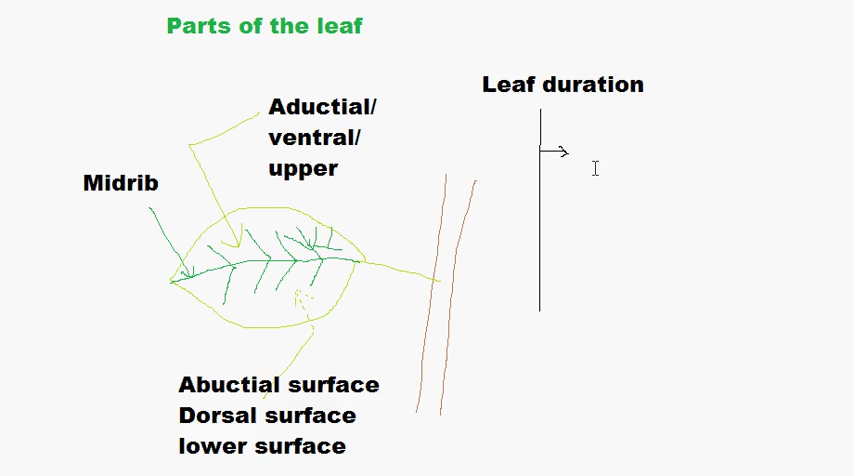 Parts of the leaf
Leaf duration
Aductial/
ventral/
upper
Midrib
Abuctial surface
Dorsal surface
lower surface